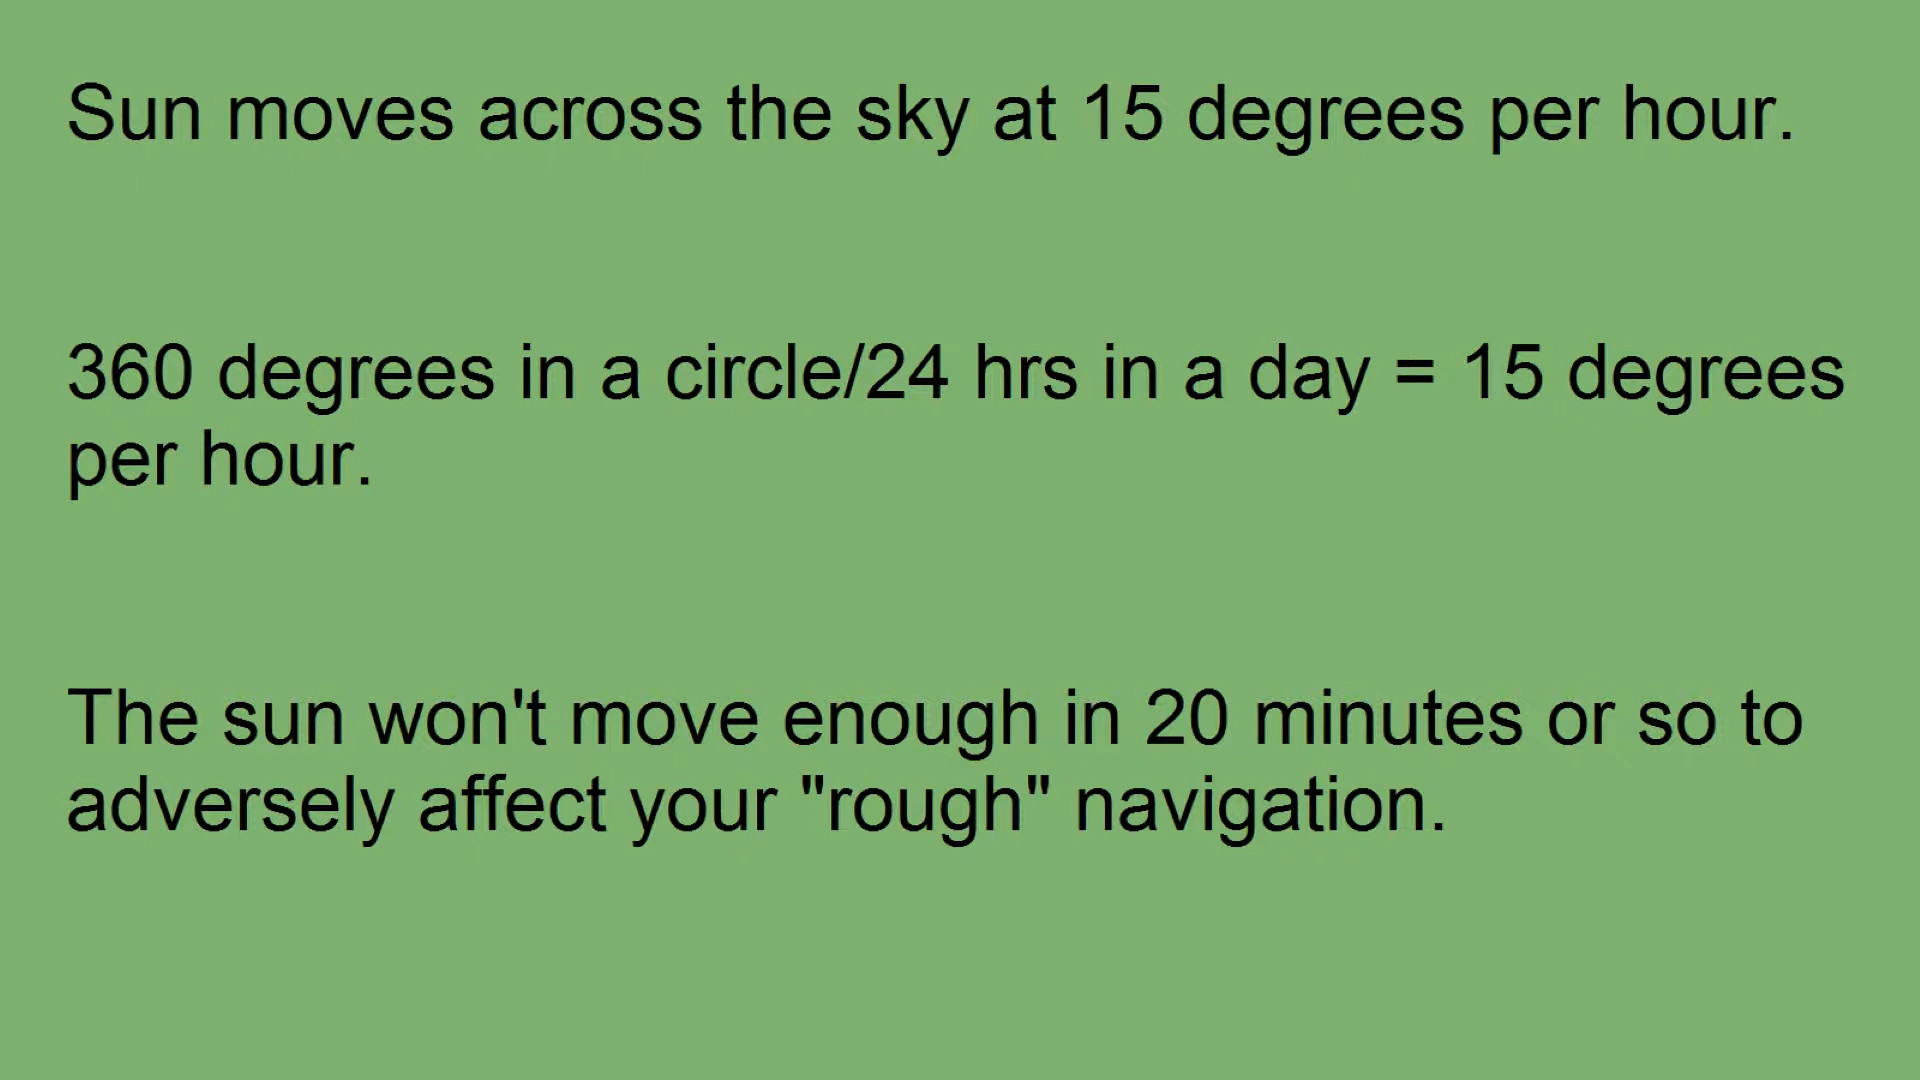 Sun moves across the sky at 15 degrees per hour.
360 degrees in a circle/24 hrs in a day = 15 degrees
per hour.
The sun won't move enough in 20 minutes or so to
adversely affect your "rough" navigation.